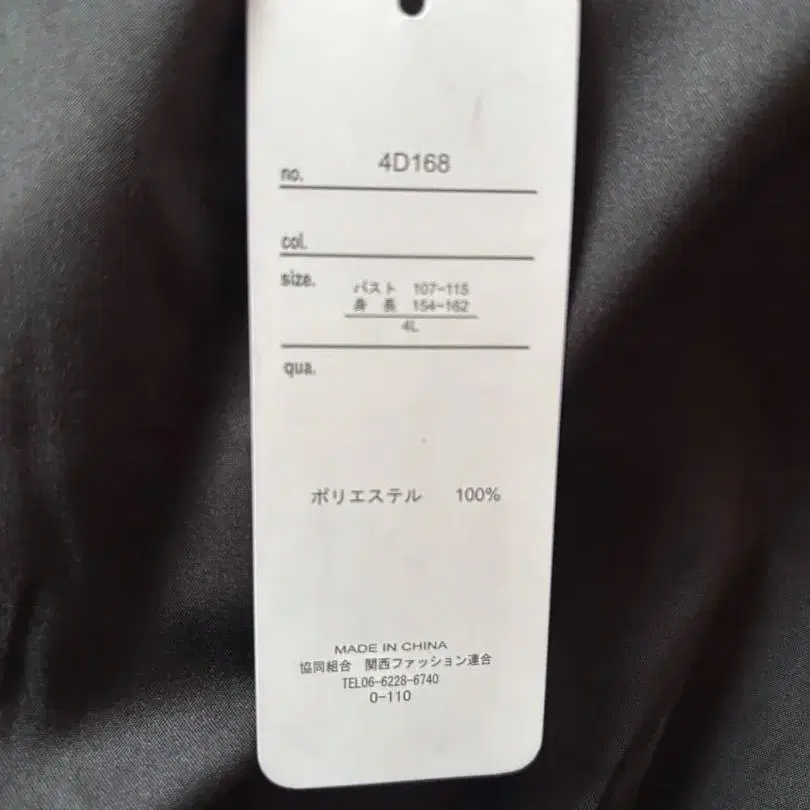 no. 4D168
col.
size.
バスト 107-115
身長 154-162
4L
qua.
ポリエステル 100%
MADE IN CHINA
協同組合 関西ファッション連合
TEL06-6228-6740
0-110